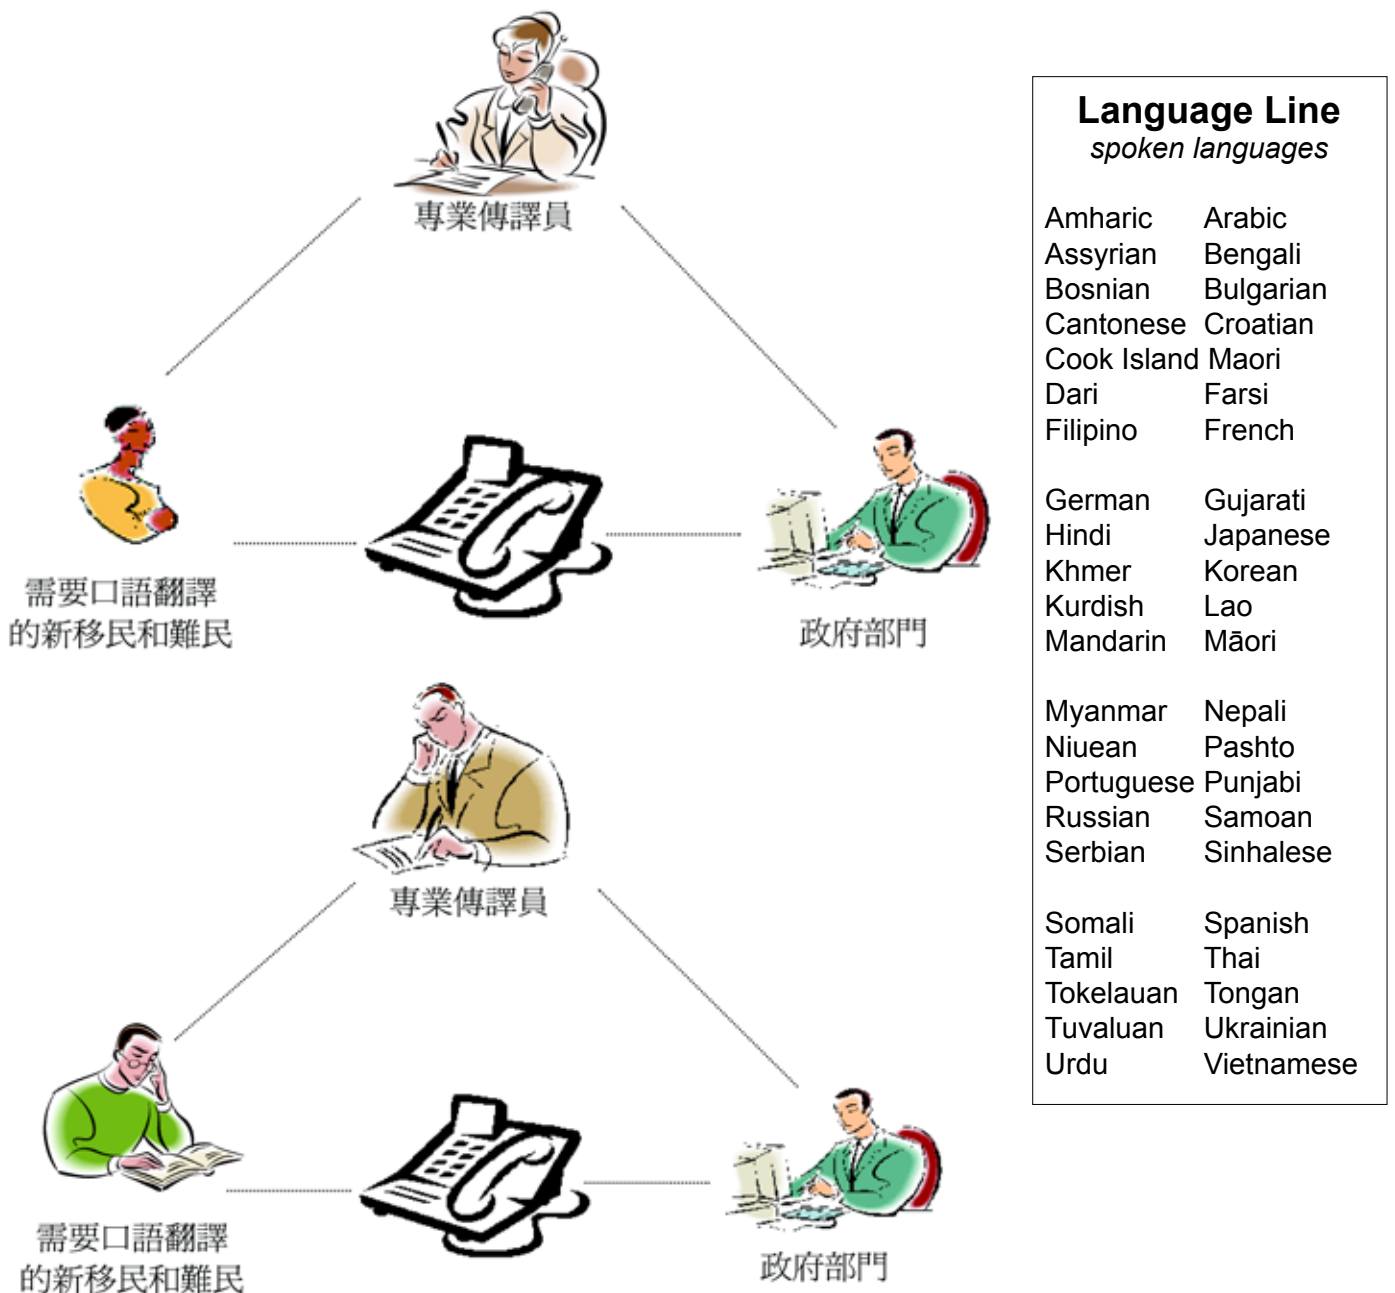 專業傳譯員
需要口語翻譯
的新移民和難民
政府部門
專業傳譯員
需要口語翻譯
的新移民和難民
政府部門
Language Line
spoken languages
Amharic Arabic
Assyrian Bengali
Bosnian Bulgarian
Cantonese Croatian
Cook Island Maori
Dari Farsi
Filipino French
German Gujarati
Hindi Japanese
Khmer Korean
Kurdish Lao
Mandarin Māori
Myanmar Nepali
Niuean Pashto
Portuguese Punjabi
Russian Samoan
Serbian Sinhalese
Somali Spanish
Tamil Thai
Tokelauan Tongan
Tuvaluan Ukrainian
Urdu Vietnamese